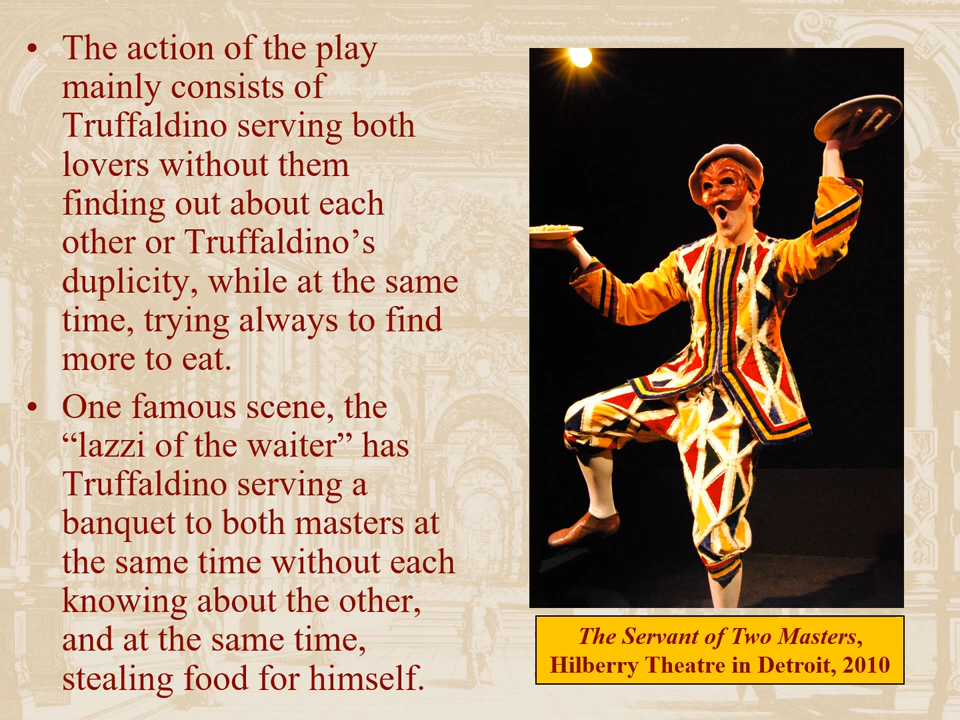 • The action of the play
mainly consists of
Truffaldino serving both
lovers without them
finding out about each
other or Truffaldino’s
duplicity, while at the same
time, trying always to find
more to eat.
• One famous scene, the
“lazzi of the waiter” has
Truffaldino serving a
banquet to both masters at
the same time without each
knowing about the other,
and at the same time,
stealing food for himself.
The Servant of Two Masters,
Hilberry Theatre in Detroit, 2010